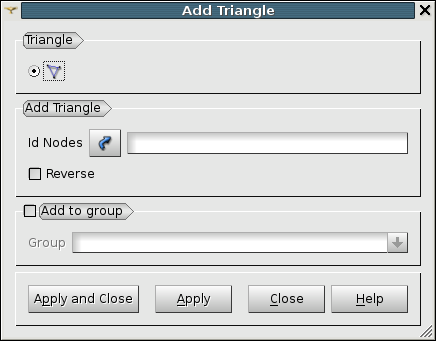 Add Triangle
Triangle
Add Triangle
Id Nodes
Reverse
Add to group
Group
Apply and Close Apply Close Help